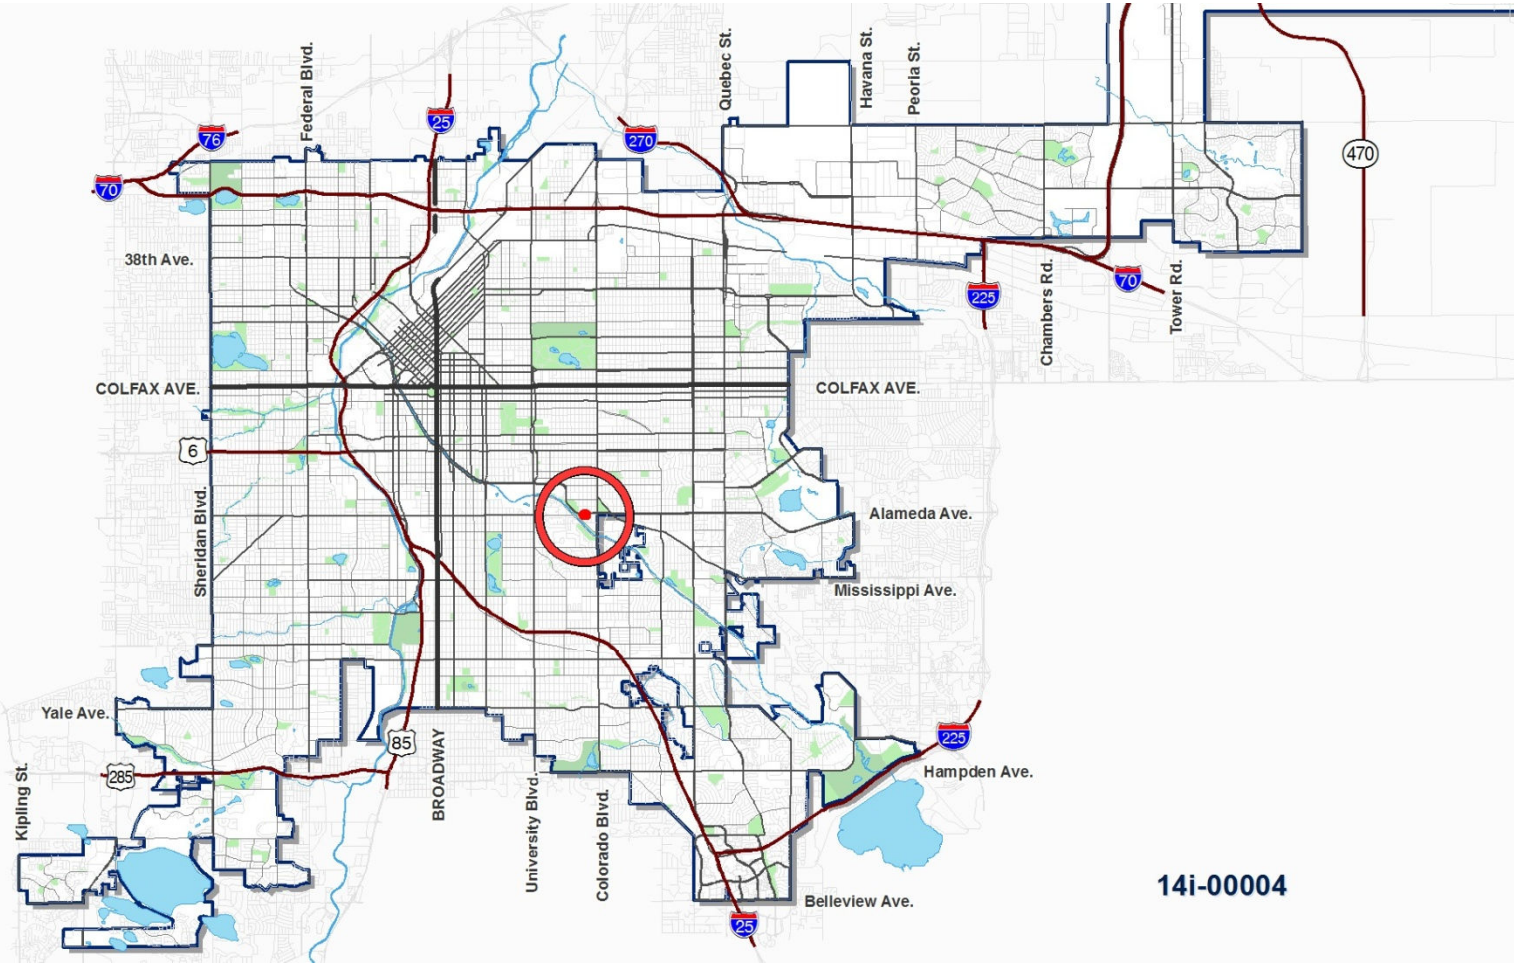 Federal Blvd.
25
Quebec St.
Havana St.
Peoria St.
76
270
470
70
38th Ave.
225
Chambers Rd.
70
Tower Rd.
COLFAX AVE.
COLFAX AVE.
6
Sheridan Blvd.
Alameda Ave.
Mississippi Ave.
Yale Ave.
85
BROADWAY
225
285
Kipling St.
University Blvd.
Colorado Blvd.
Hampden Ave.
14i-00004
Belleview Ave.
25